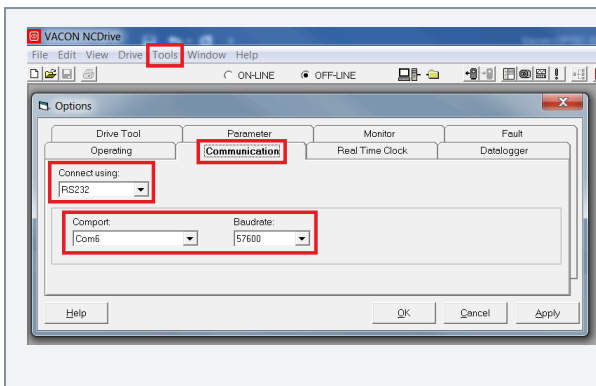 VACON NCDrive
File Edit View Drive Tools Window Help
ON-LINE OFF-LINE
Options
Drive Tool Parameter Monitor Fault
Operating Communication Real Time Clock Datalogger
Connect using:
RS232
Comport: Baudrate:
Com6 57600
Help OK Cancel Apply